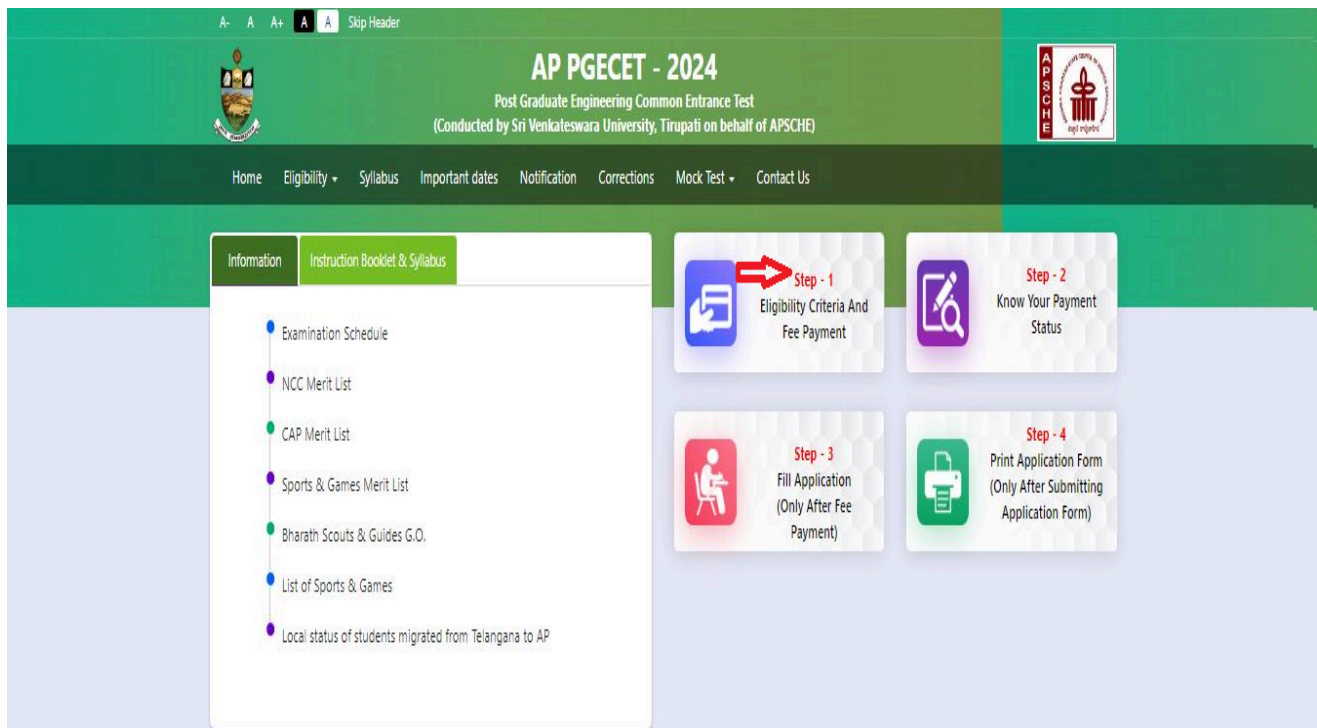 A- A A+ A A Skip Header
AP PGECET - 2024
Post Graduate Engineering Common Entrance Test
(Conducted by Sri Venkateswara University, Tirupati on behalf of APSCHE)
APSCHE
Home Eligibility Syllabus Important dates Notification Corrections Mock Test Contact Us
Information Instruction Booklet & Syllabus
Examination Schedule
NCC Merit List
CAP Merit List
Sports & Games Merit List
Bharath Scouts & Guides G.O.
List of Sports & Games
Local status of students migrated from Telangana to AP
Step - 1
Eligibility Criteria And
Fee Payment
Step - 2
Know Your Payment
Status
Step - 3
Fill Application
(Only After Fee
Payment)
Step - 4
Print Application Form
(Only After Submitting
Application Form)